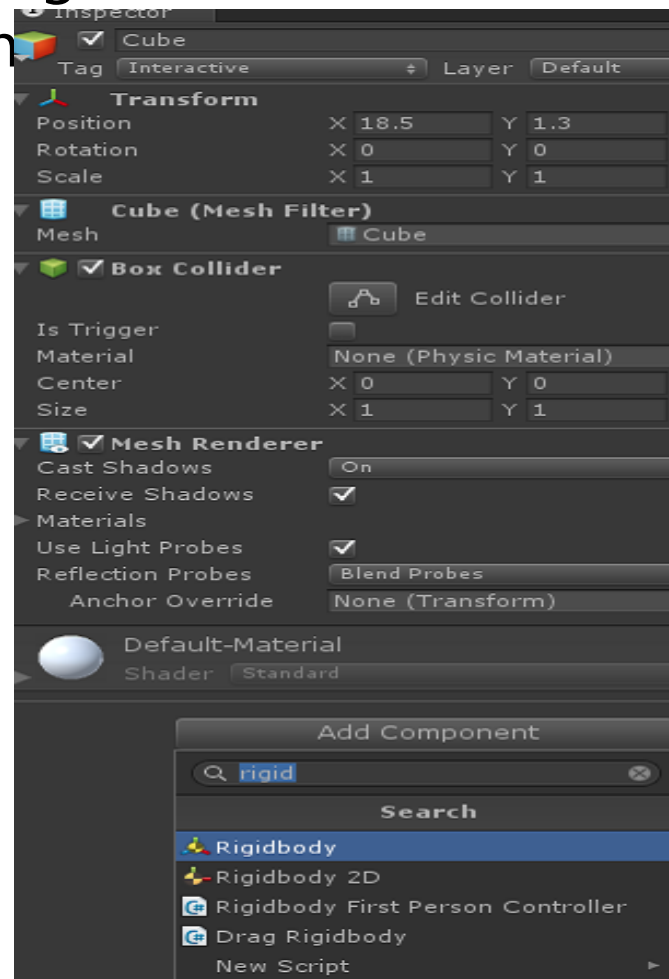 Inspector
Cube
Tag Interactive Layer Default
Transform
Position X 18.5 Y 1.3
Rotation X 0 Y 0
Scale X 1 Y 1
Cube (Mesh Filter)
Mesh Cube
Box Collider
Edit Collider
Is Trigger
Material None (Physic Material)
Center X 0 Y 0
Size X 1 Y 1
Mesh Renderer
Cast Shadows On
Receive Shadows
Materials
Use Light Probes
Reflection Probes Blend Probes
Anchor Override None (Transform)
Default-Material
Shader Standard
Add Component
rigid
Search
Rigidbody
Rigidbody 2D
Rigidbody First Person Controller
Drag Rigidbody
New Script